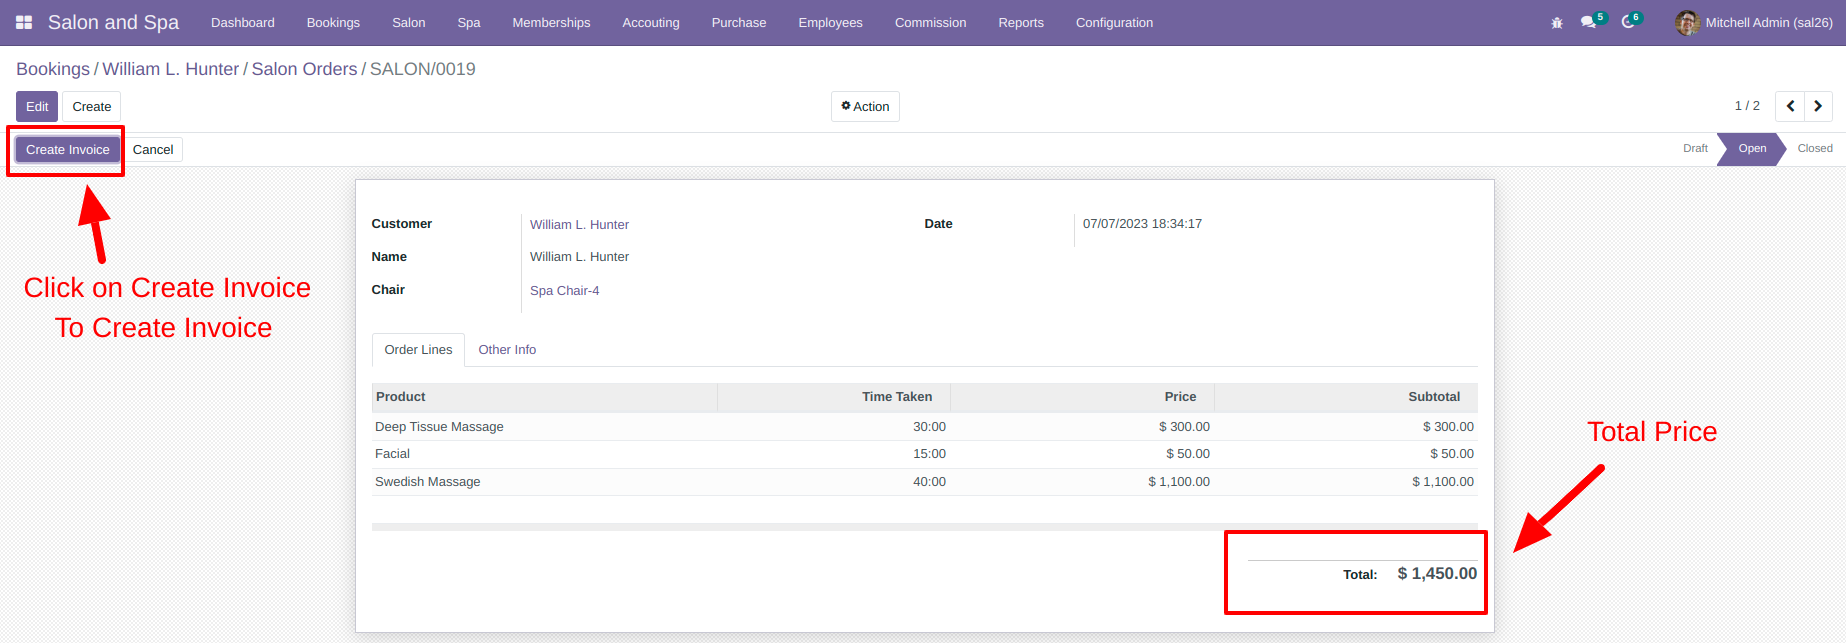 Salon and Spa Dashboard Bookings Salon Spa Memberships Accouting Purchase Employees Commission Reports Configuration 5 6 Mitchell Admin (sal26)
Bookings / William L. Hunter / Salon Orders / SALON/0019
Edit Create Action 1 / 2
Create Invoice Cancel Draft Open Closed
Click on Create Invoice
To Create Invoice
Customer William L. Hunter Date 07/07/2023 18:34:17
Name William L. Hunter
Chair Spa Chair-4
Order Lines Other Info
Product Time Taken Price Subtotal
Deep Tissue Massage 30:00 $ 300.00 $ 300.00
Facial 15:00 $ 50.00 $ 50.00
Swedish Massage 40:00 $ 1,100.00 $ 1,100.00
Total Price
Total: $ 1,450.00